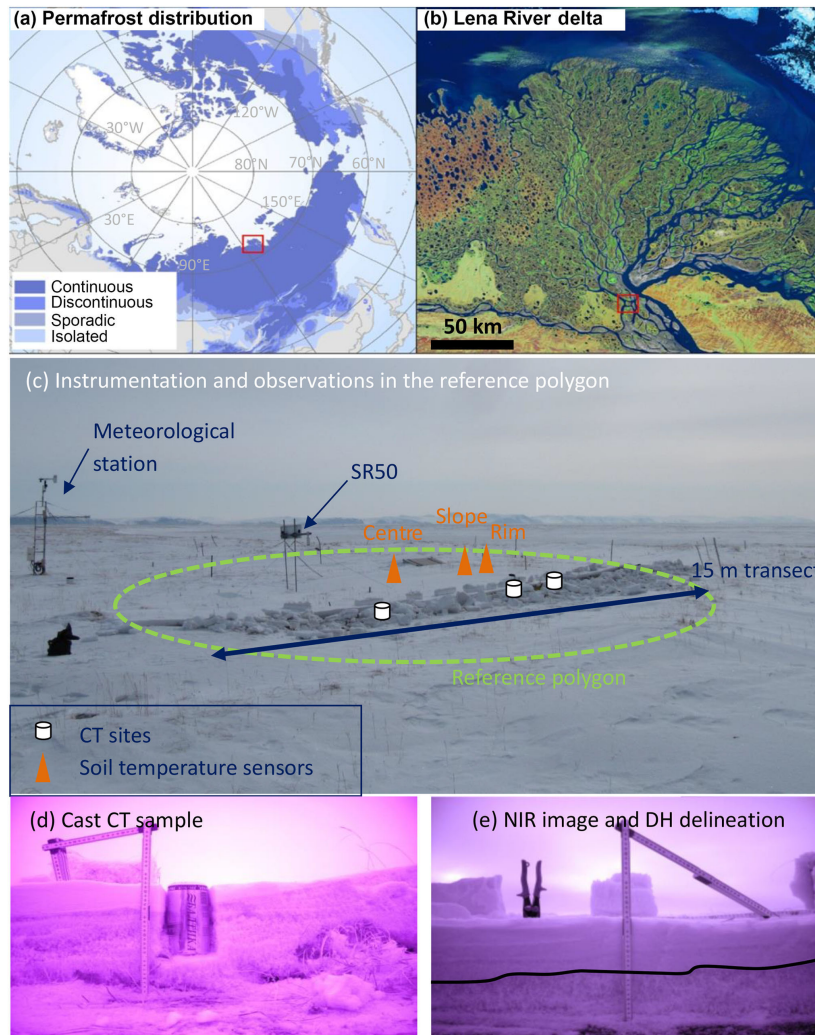 (a) Permafrost distribution
30°W
120°W
80°N
70°N
60°N
150°E
30°E
90°E
Continuous
Discontinuous
Sporadic
Isolated
(b) Lena River delta
50 km
(c) Instrumentation and observations in the reference polygon
Meteorological
station
SR50
Centre
Slope
Rim
15 m transect
Reference polygon
CT sites
Soil temperature sensors
(d) Cast CT sample
(e) NIR image and DH delineation